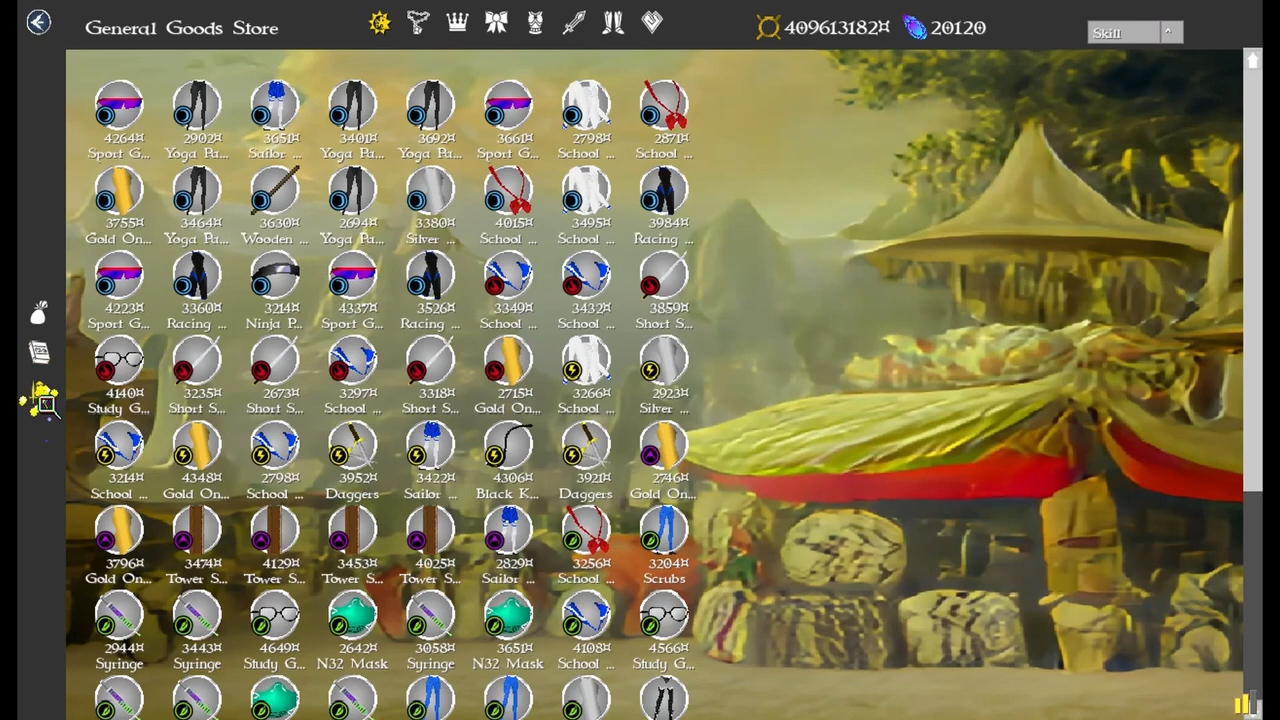 General Goods Store 409613182¤ 20120 Skill
4264¤ 2902¤ 3651¤ 3401¤ 3692¤ 3661¤ 2798¤ 2871¤
Sport G... Yoga Pa... Sailor ... Yoga Pa... Yoga Pa... Sport G... School ... School ...
3755¤ 3464¤ 3630¤ 2694¤ 3380¤ 4015¤ 3495¤ 3984¤
Gold On... Yoga Pa... Wooden ... Yoga Pa... Silver ... School ... School ... Racing ...
4223¤ 3360¤ 3214¤ 4337¤ 3526¤ 3349¤ 3432¤ 3859¤
Sport G... Racing ... Ninja P... Sport G... Racing ... School ... School ... Short S...
4140¤ 3235¤ 2673¤ 3297¤ 3318¤ 2715¤ 3266¤ 2923¤
Study G... Short S... Short S... School ... Short S... Gold On... School ... Silver ...
3214¤ 4348¤ 2798¤ 3952¤ 3422¤ 4306¤ 3921¤ 2746¤
School ... Gold On... School ... Daggers Sailor ... Black K... Daggers Gold On...
3796¤ 3474¤ 4129¤ 3453¤ 4025¤ 2829¤ 3256¤ 3204¤
Gold On... Tower S... Tower S... Tower S... Tower S... Sailor ... School ... Scrubs
2944¤ 3443¤ 4649¤ 2642¤ 3058¤ 3651¤ 4108¤ 4566¤
Syringe Syringe Study G... N32 Mask Syringe N32 Mask School ... Study G...